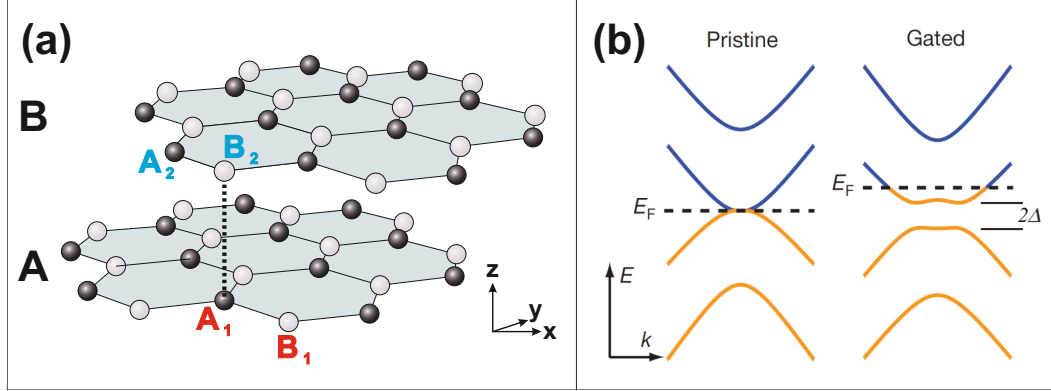 (a)
B
A₂
B₂
A
A₁
B₁
z
y
x
(b)
Pristine
Gated
E_F
E_F
2Δ
E
k